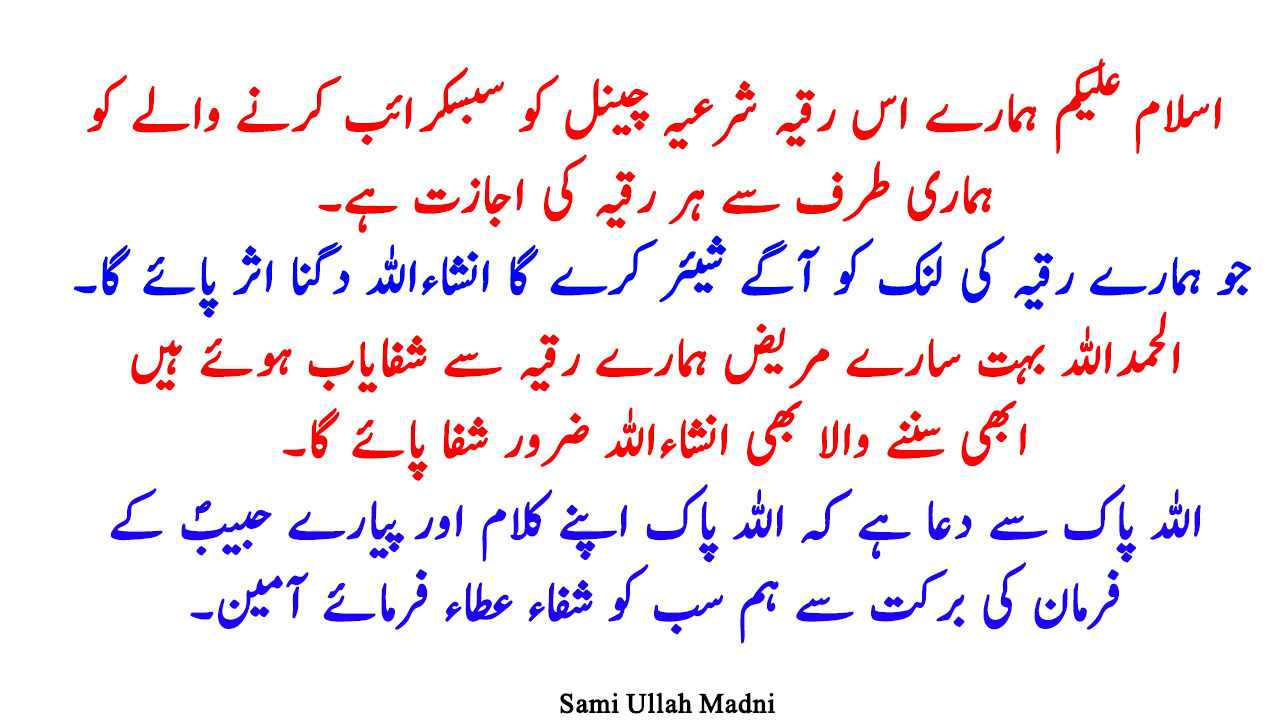 اسلام علیکم ہمارے اس رقیہ شرعیہ چینل کو سبسکرائب کرنے والے کو
ہماری طرف سے ہر رقیہ کی اجازت ہے۔
جو ہمارے رقیہ کی لنک کو آگے شیئر کرے گا انشاءاللہ دگنا اثر پائے گا۔
الحمداللہ بہت سارے مریض ہمارے رقیہ سے شفایاب ہوئے ہیں
ابھی سننے والا بھی انشاءاللہ ضرور شفا پائے گا۔
اللہ پاک سے دعا ہے کہ اللہ پاک اپنے کلام اور پیارے حبیبؐ کے
فرمان کی برکت سے ہم سب کو شفاء عطاء فرمائے آمین۔
Sami Ullah Madni